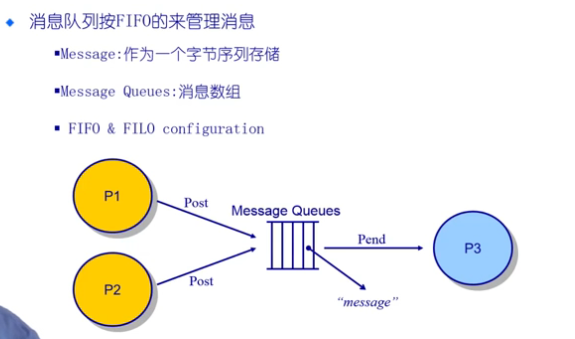 消息队列按FIFO的来管理消息
Message:作为一个字节序列存储
Message Queues:消息数组
FIFO & FILO configuration
P1
Post
Message Queues
Pend
P3
P2
Post
“message”